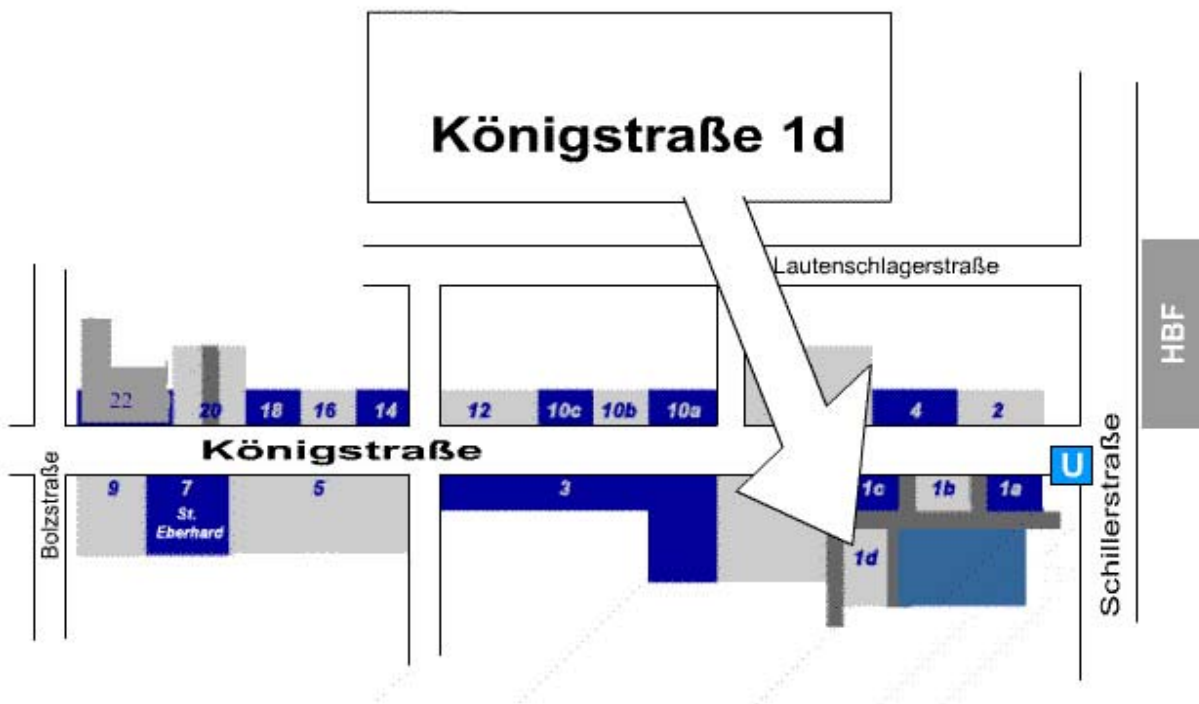 Königstraße 1d
Lautenschlagerstraße
HBF
22
20
18
16
14
12
10c
10b
10a
4
2
Königstraße
U
Schillerstraße
Bolzstraße
9
7
St.
Eberhard
5
3
1c
1b
1a
1d